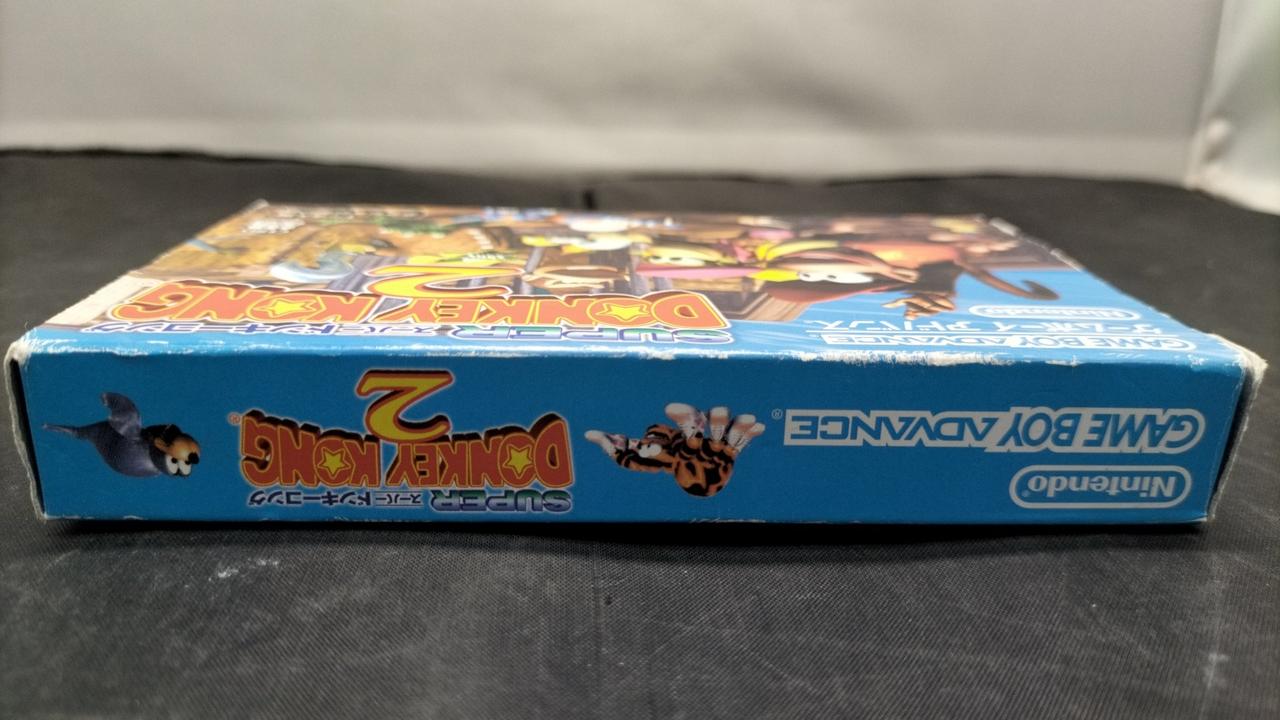 Nintendo®
GAME BOY ADVANCE®
SUPER スーパードンキーコング
DONKEY KONG®
2
Nintendo
ゲームボーイアドバンス
GAME BOY ADVANCE
SUPER スーパードンキーコング
DONKEY KONG
2